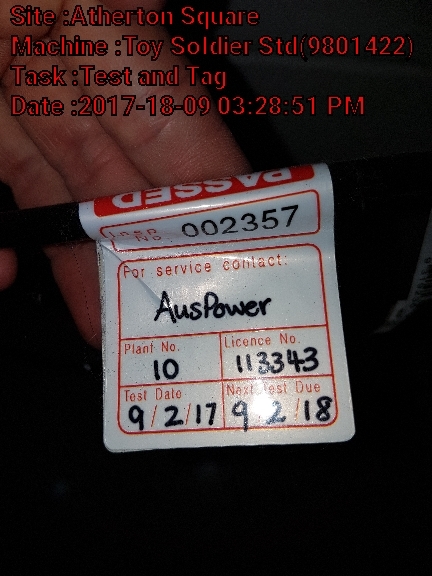 Site :Atherton Square
Machine :Toy Soldier Std(9801422)
Task :Test and Tag
Date :2017-18-09 03:28:51 PM
PASSED
Insp No. 002357
For service contact:
AusPower
Plant No. Licence No.
10 113343
Test Date Next Test Due
9/2/17 9/2/18